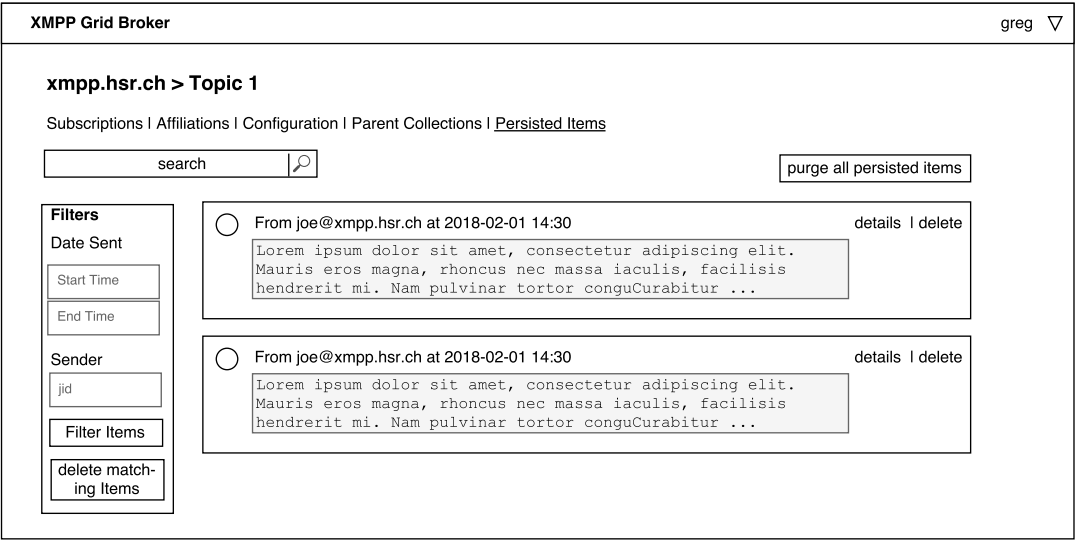 XMPP Grid Broker
greg
xmpp.hsr.ch > Topic 1
Subscriptions | Affiliations | Configuration | Parent Collections | Persisted Items
search
purge all persisted items
Filters
Date Sent
Start Time
End Time
Sender
jid
Filter Items
delete match-
ing Items
From joe@xmpp.hsr.ch at 2018-02-01 14:30
details | delete
Lorem ipsum dolor sit amet, consectetur adipiscing elit.
Mauris eros magna, rhoncus nec massa iaculis, facilisis
hendrerit mi. Nam pulvinar tortor conguCurabitur ...
From joe@xmpp.hsr.ch at 2018-02-01 14:30
details | delete
Lorem ipsum dolor sit amet, consectetur adipiscing elit.
Mauris eros magna, rhoncus nec massa iaculis, facilisis
hendrerit mi. Nam pulvinar tortor conguCurabitur ...